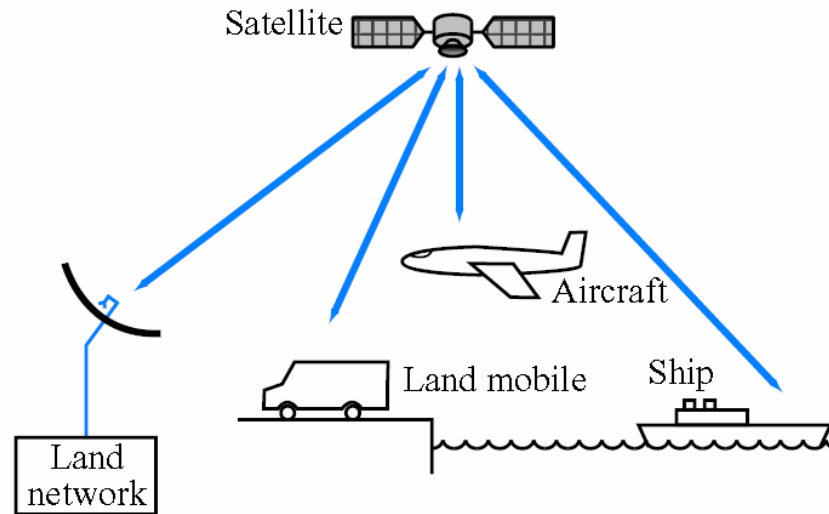 Satellite
Aircraft
Land mobile
Ship
Land
network